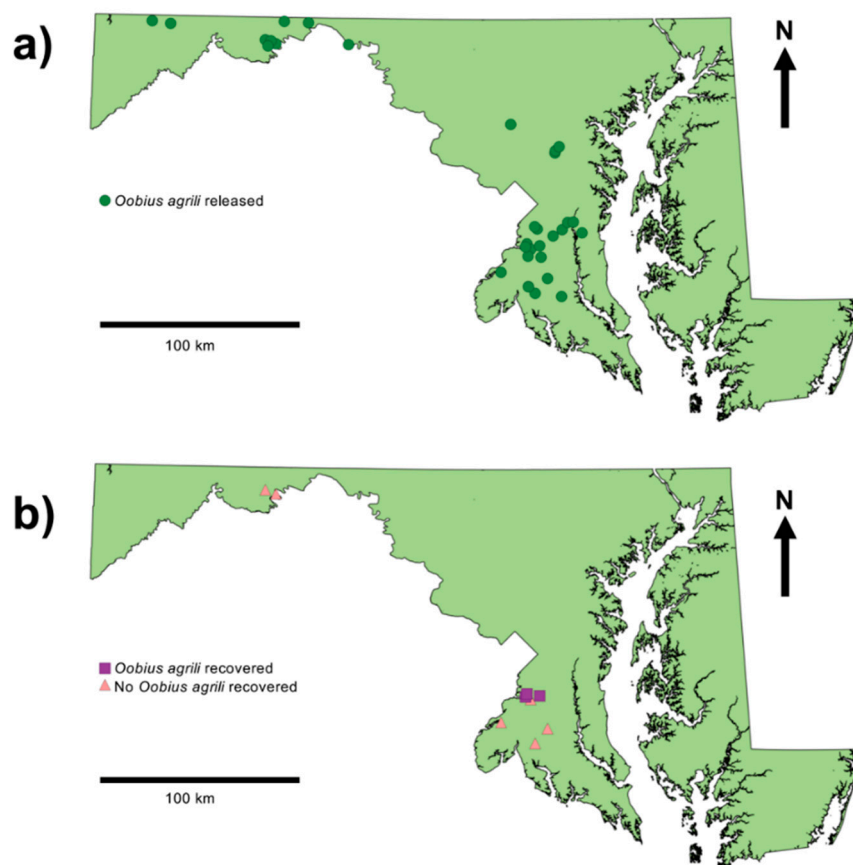 a)
N
Oobius agrili released
100 km
b)
N
Oobius agrili recovered
No Oobius agrili recovered
100 km